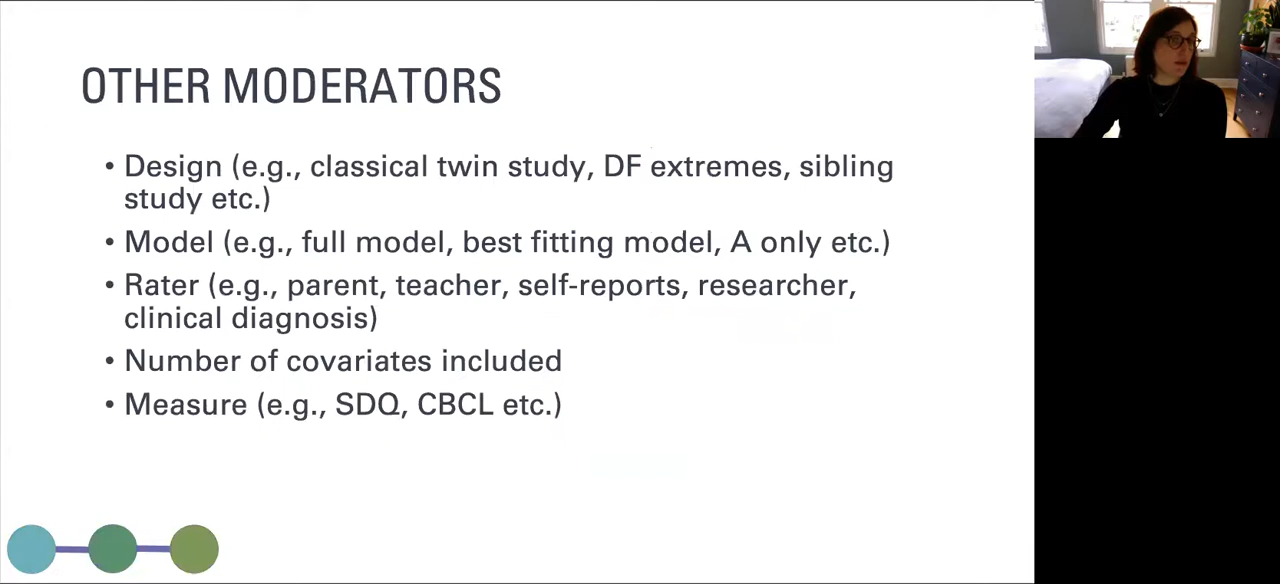 OTHER MODERATORS
• Design (e.g., classical twin study, DF extremes, sibling
study etc.)
• Model (e.g., full model, best fitting model, A only etc.)
• Rater (e.g., parent, teacher, self-reports, researcher,
clinical diagnosis)
• Number of covariates included
• Measure (e.g., SDQ, CBCL etc.)